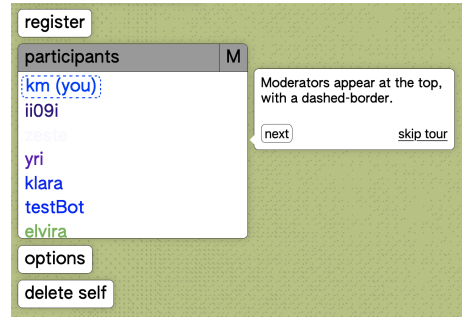 register
participants M
km (you)
Moderators appear at the top,
with a dashed-border.
ii09i
zeste
next skip tour
yri
klara
testBot
elvira
options
delete self